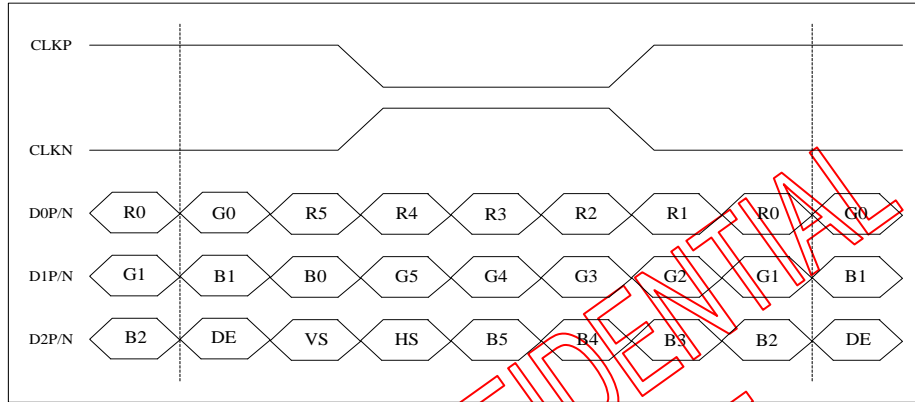 CLKP
CLKN
D0P/N R0 G0 R5 R4 R3 R2 R1 R0 G0
D1P/N G1 B1 B0 G5 G4 G3 G2 G1 B1
D2P/N B2 DE VS HS B5 B4 B3 B2 DE
FIDENTIAL